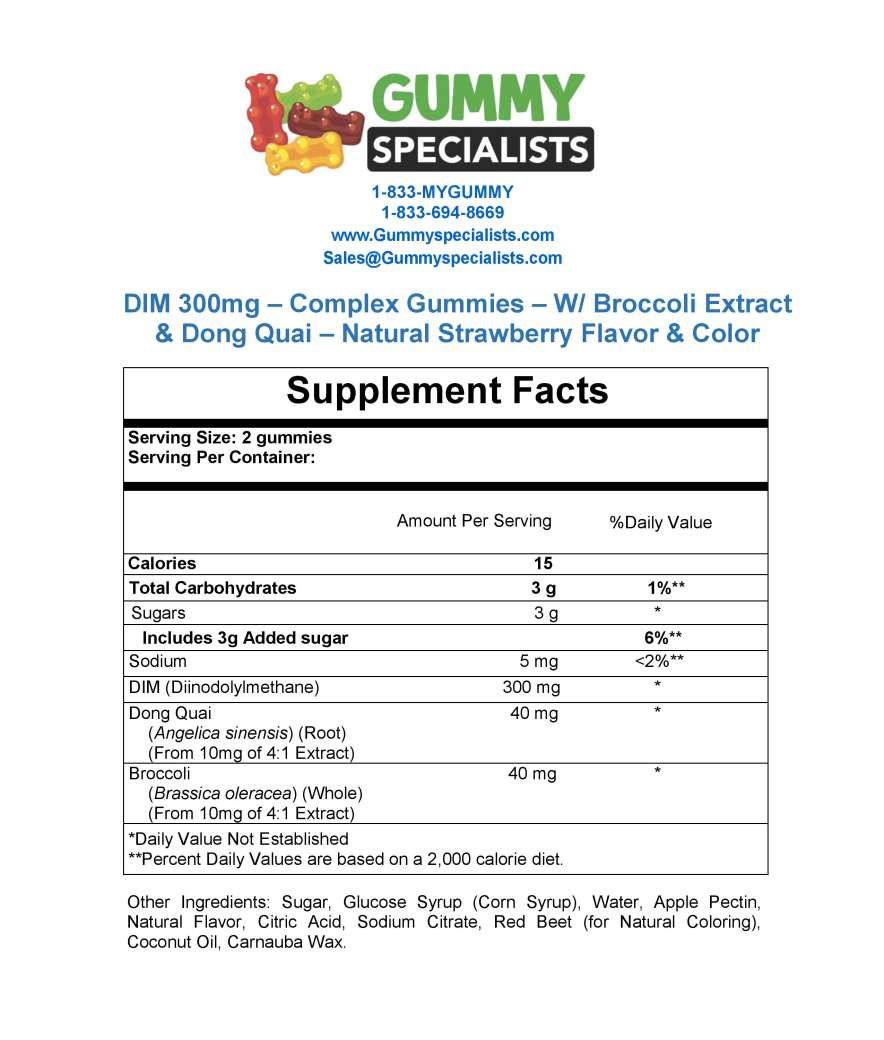 GUMMY
SPECIALISTS
1-833-MYGUMMY
1-833-694-8669
www.Gummyspecialists.com
Sales@Gummyspecialists.com
DIM 300mg – Complex Gummies – W/ Broccoli Extract
& Dong Quai – Natural Strawberry Flavor & Color
Supplement Facts
Serving Size: 2 gummies
Serving Per Container:
Amount Per Serving %Daily Value
Calories 15
Total Carbohydrates 3 g 1%**
Sugars 3 g *
Includes 3g Added sugar 6%**
Sodium 5 mg <2%**
DIM (Diinodolylmethane) 300 mg *
Dong Quai 40 mg *
(Angelica sinensis) (Root)
(From 10mg of 4:1 Extract)
Broccoli 40 mg *
(Brassica oleracea) (Whole)
(From 10mg of 4:1 Extract)
*Daily Value Not Established
**Percent Daily Values are based on a 2,000 calorie diet.
Other Ingredients: Sugar, Glucose Syrup (Corn Syrup), Water, Apple Pectin,
Natural Flavor, Citric Acid, Sodium Citrate, Red Beet (for Natural Coloring),
Coconut Oil, Carnauba Wax.